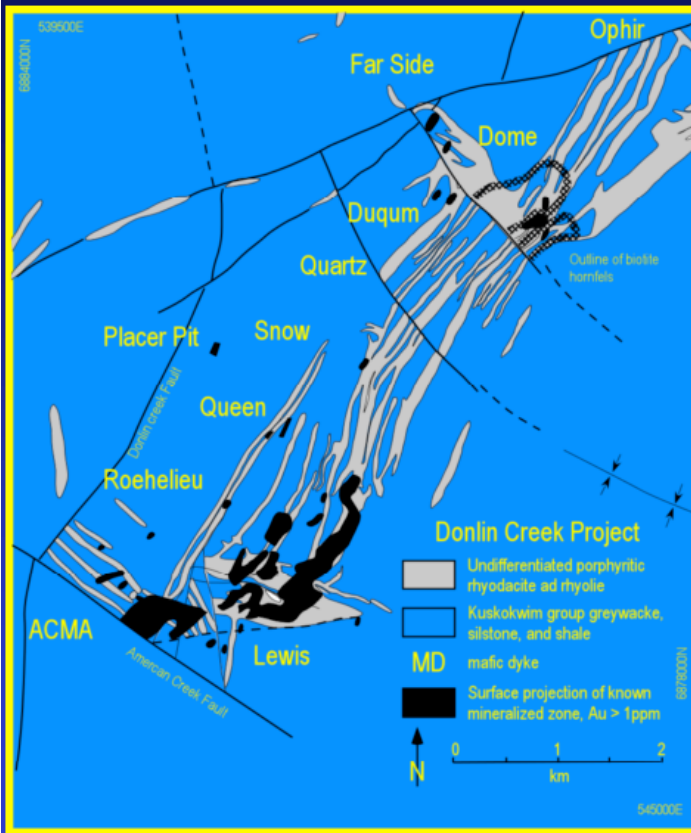 539500E
6884000N
Ophir
Far Side
Dome
Duqum
Quartz
Outline of biotite
hornfels
Placer Pit
Snow
Donlin creek Fault
Queen
Roehelieu
Donlin Creek Project
Undifferentiated porphyritic
rhyodacite ad rhyolie
Kuskokwim group greywacke,
silstone, and shale
ACMA
Lewis
MD mafic dyke
Amercan Creek Fault
6878000N
Surface projection of known
mineralized zone, Au > 1ppm
N
0 1 2
km
545000E